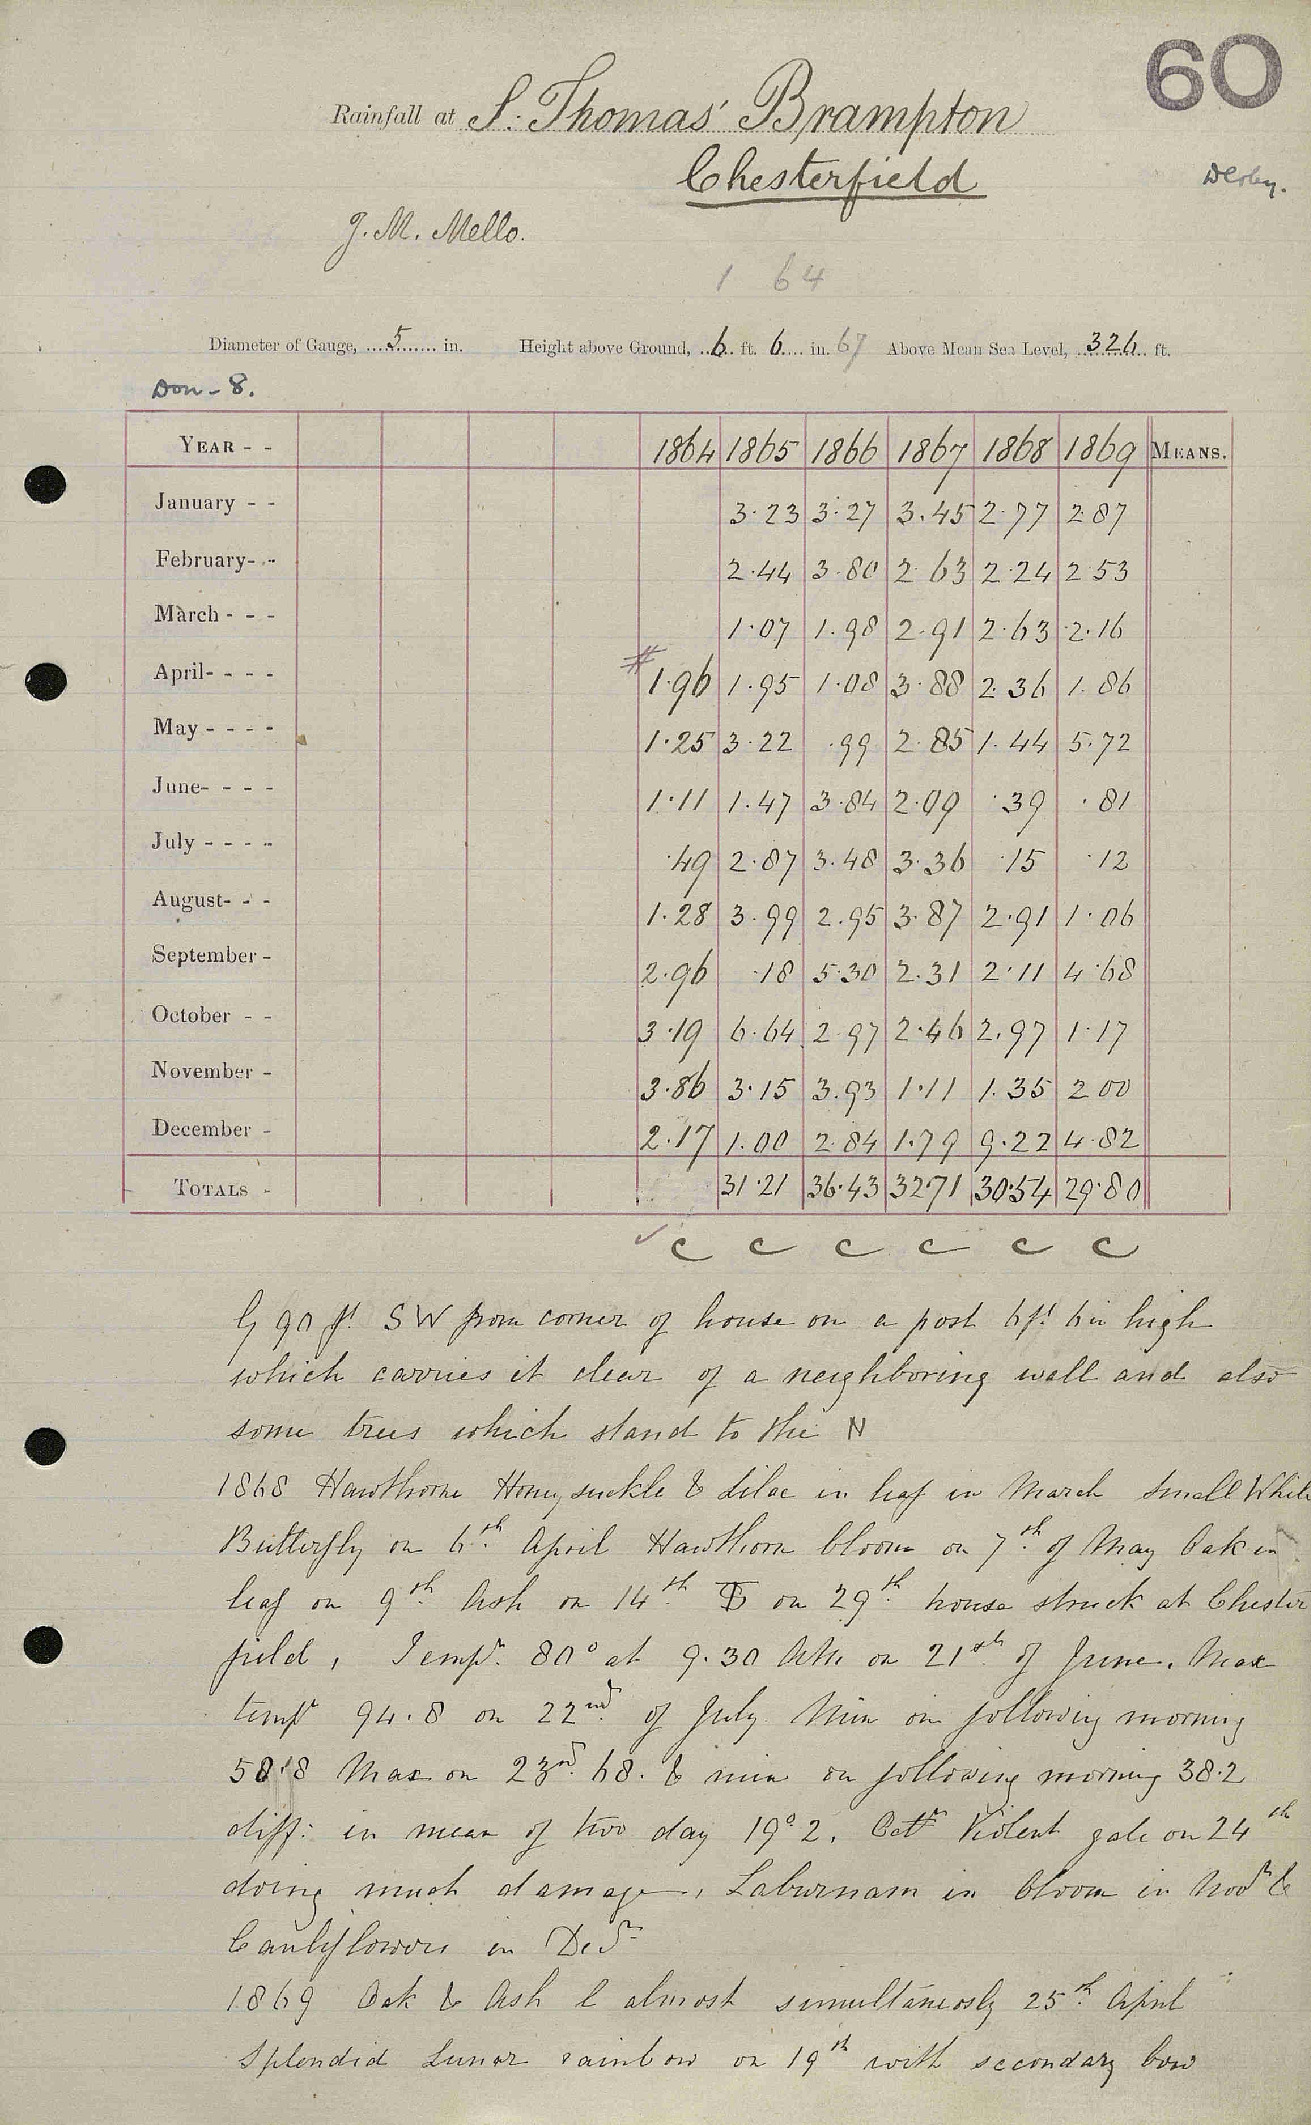 60
Rainfall at S. Thomas' Brampton
Chesterfield
Derby.
J. M. Mello.
1 64
Diameter of Gauge, 5 in. Height above Ground, 6 ft. 6 in. 67 Above Mean Sea Level, 326 ft.
Don - 8.
YEAR - - 1864 1865 1866 1867 1868 1869 MEANS.
January - - 3.23 3.27 3.45 2.77 2.87
February - - 2.44 3.80 2.63 2.24 2.53
March - - - 1.07 1.98 2.91 2.63 2.16
April - - - - # 1.96 1.95 1.08 3.88 2.36 1.86
May - - - - 1.25 3.22 .99 2.85 1.44 5.72
June - - - - 1.11 1.47 3.84 2.09 .39 .81
July - - - - .49 2.87 3.48 3.36 .15 .12
August - - - 1.28 3.99 2.95 3.87 2.91 1.06
September - 2.96 .18 5.30 2.31 2.11 4.68
October - - 3.19 6.64 2.97 2.46 2.97 1.17
November - 3.86 3.15 3.93 1.11 1.35 2.00
December - 2.17 1.00 2.84 1.79 9.22 4.82
TOTALS - 31.21 36.43 32.71 30.54 29.80
✓ C C C C C C
G 90 ft SW from corner of house on a post 6ft 6in high
which carries it clear of a neighboring wall and also
some trees which stand to the N
1868 Hawthorne Honeysuckle & Lilac in leaf in March Small White
Butterfly on 6th April Hawthorn bloom on 7th of May Oak in
leaf on 9th Ash on 14th on 29th house struck at Chester
field, Tempr. 80° at 9.30 AM on 21st of June. Max
tempr 94.8 on 22nd of July Min on following morning
50.8 Max on 23rd 68. & min on following morning 38.2
diff: in mean of two day 19°2. Octr Violent gale on 24th
doing much damage, Laburnam in bloom in Novr &
Cauliflowers in Decr
1869 Oak & Ash l almost simultaneosly 25th April
Splendid Lunar rainbow on 19th with secondary bow